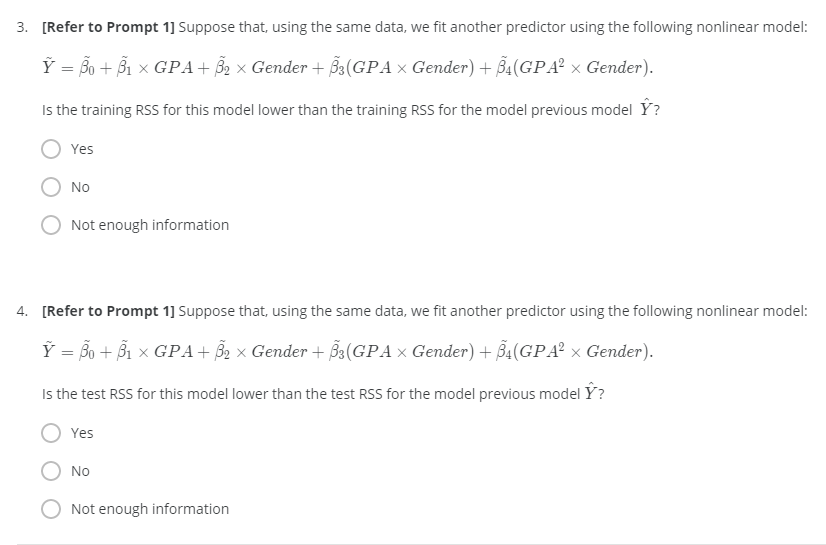 3. [Refer to Prompt 1] Suppose that, using the same data, we fit another predictor using the following nonlinear model:
Ỹ = β̃₀ + β̃₁ × GPA + β̃₂ × Gender + β̃₃(GPA × Gender) + β̃₄(GPA² × Gender).
Is the training RSS for this model lower than the training RSS for the model previous model Ŷ?
Yes
No
Not enough information
4. [Refer to Prompt 1] Suppose that, using the same data, we fit another predictor using the following nonlinear model:
Ỹ = β̃₀ + β̃₁ × GPA + β̃₂ × Gender + β̃₃(GPA × Gender) + β̃₄(GPA² × Gender).
Is the test RSS for this model lower than the test RSS for the model previous model Ŷ?
Yes
No
Not enough information